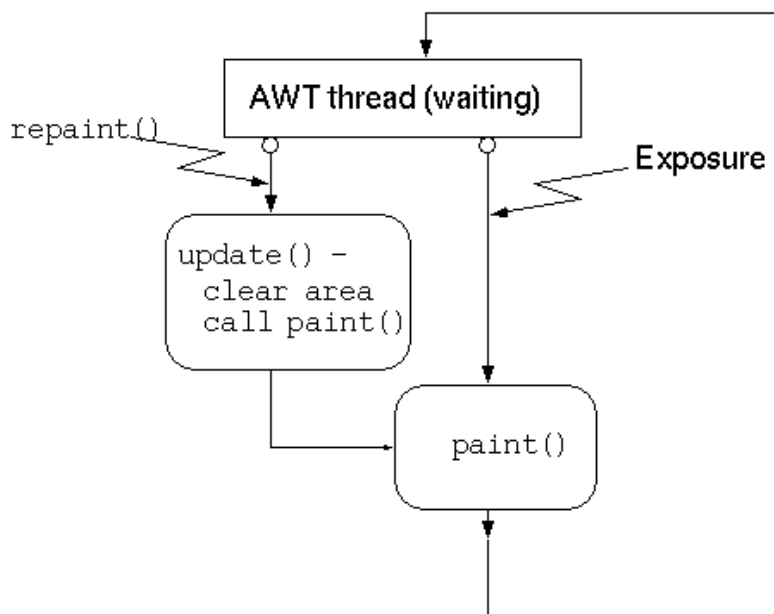 AWT thread (waiting)
repaint()
Exposure
update() -
clear area
call paint()
paint()